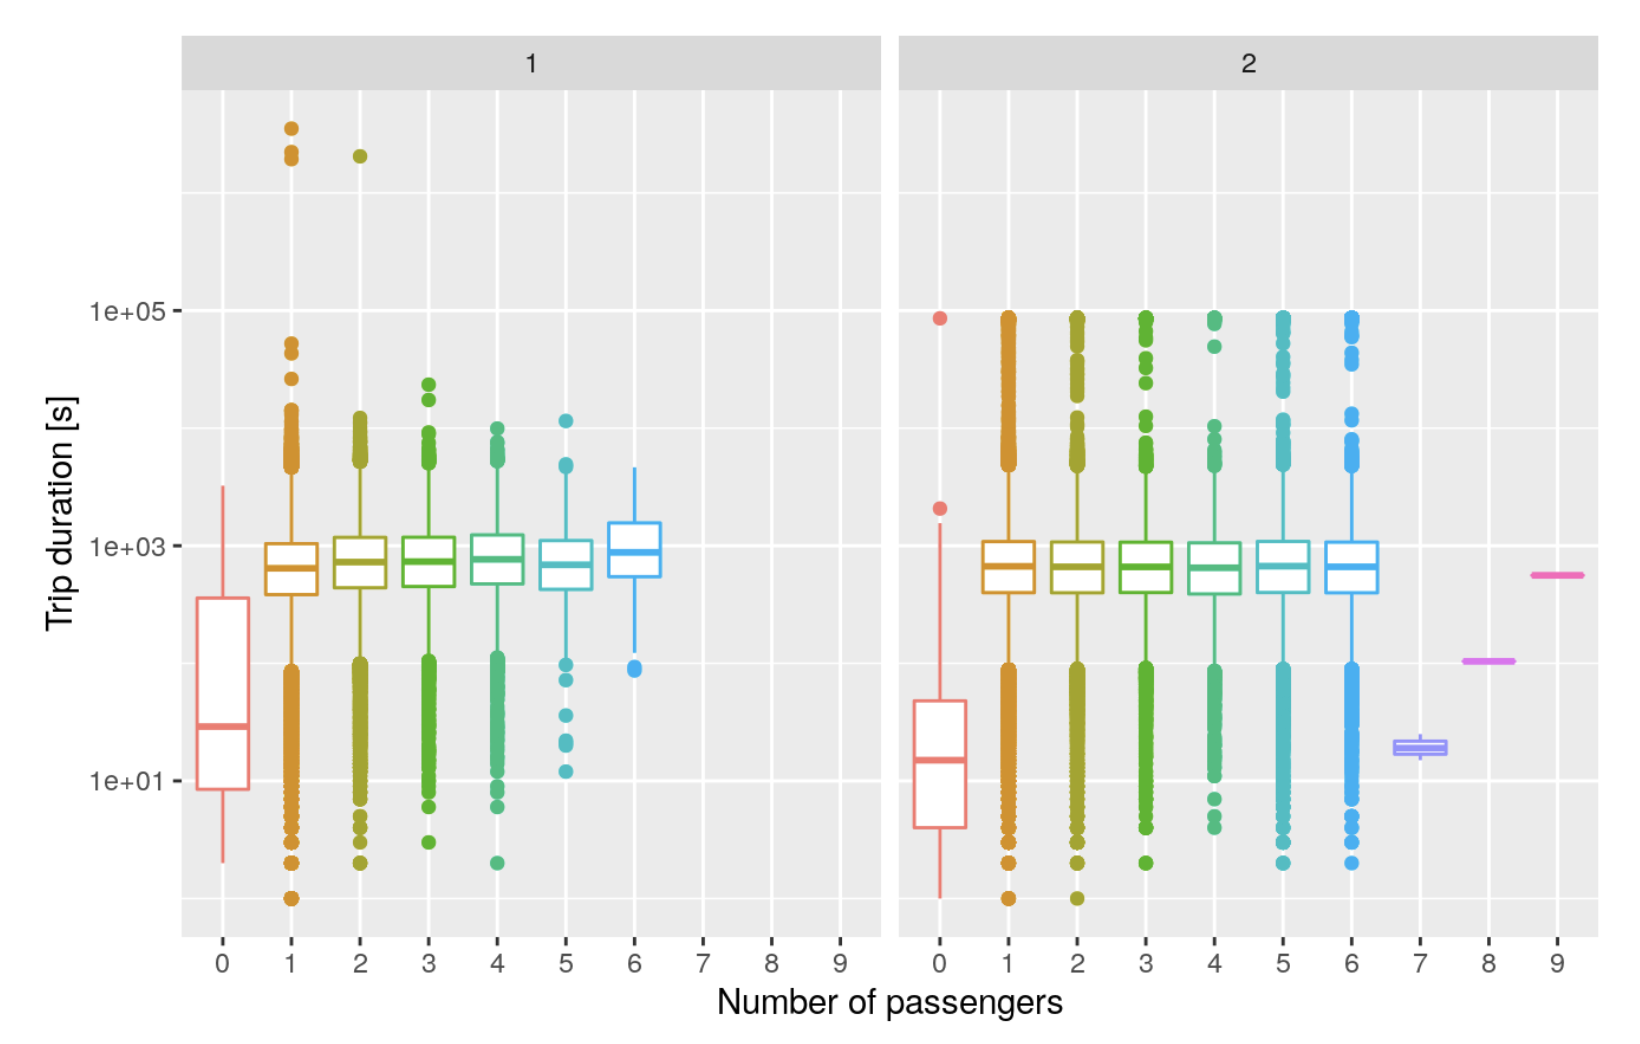 1 2
1e+05
1e+03
1e+01
Trip duration [s]
0 1 2 3 4 5 6 7 8 9 0 1 2 3 4 5 6 7 8 9
Number of passengers